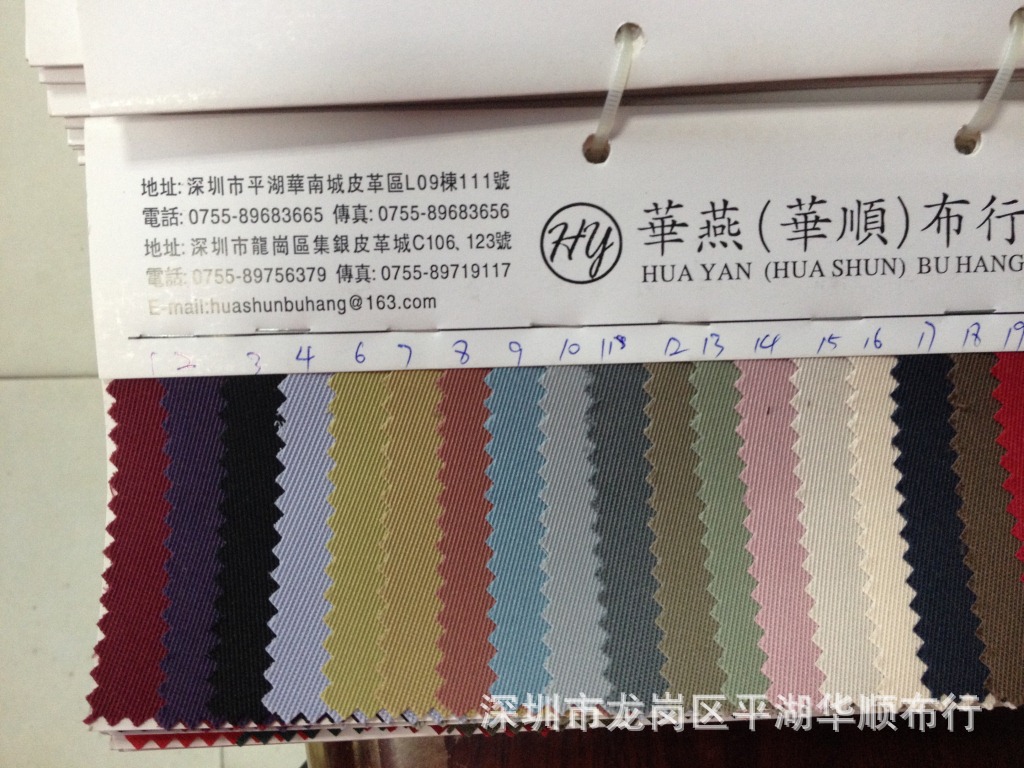 地址: 深圳市平湖華南城皮革區L09棟111號
電話: 0755-89683665 傳真: 0755-89683656
地址: 深圳市龍崗區集銀皮革城C106, 123號
電話: 0755-89756379 傳真: 0755-89719117
E-mail:huashunbuhang@163.com
HY
華燕(華順)布行
HUA YAN (HUA SHUN) BU HANG
1 2 3 4 6 7 8 9 10 11 12 13 14 15 16 17 18 19
深圳市龙岗区平湖华顺布行